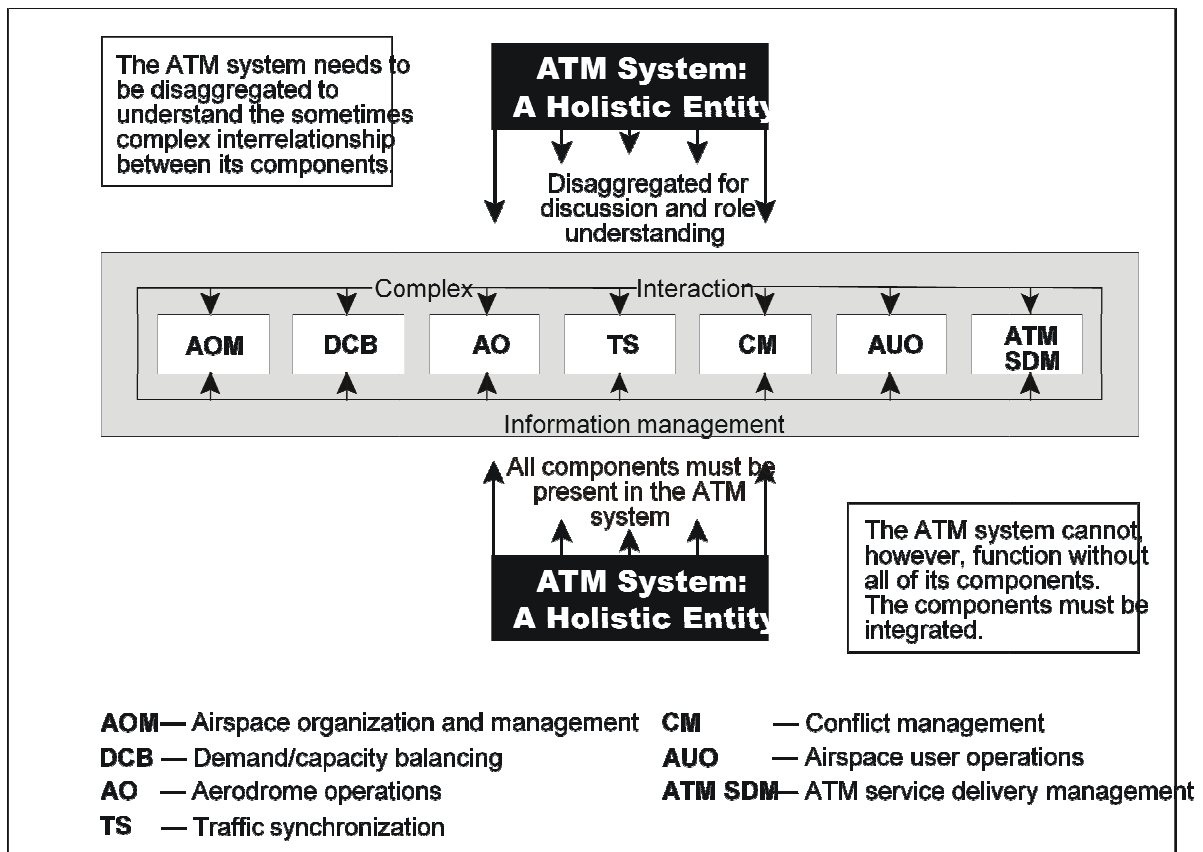 The ATM system needs to
be disaggregated to
understand the sometimes
complex interrelationship
between its components.
ATM System:
A Holistic Entity
Disaggregated for
discussion and role
understanding
Complex Interaction
AOM
DCB
AO
TS
CM
AUO
ATM
SDM
Information management
All components must be
present in the ATM
system
ATM System:
A Holistic Entity
The ATM system cannot,
however, function without
all of its components.
The components must be
integrated.
AOM — Airspace organization and management
DCB — Demand/capacity balancing
AO — Aerodrome operations
TS — Traffic synchronization
CM — Conflict management
AUO — Airspace user operations
ATM SDM — ATM service delivery management